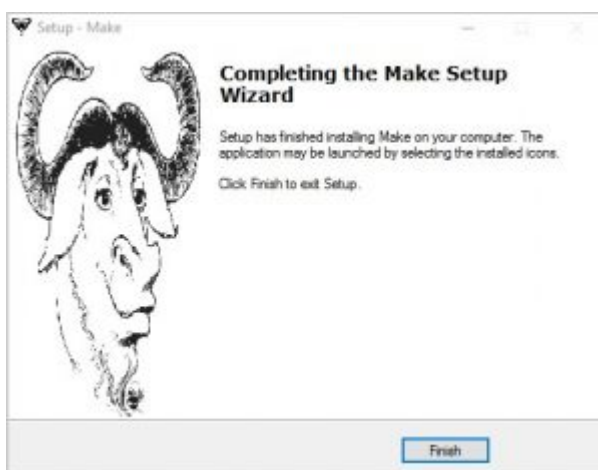 Setup - Make
Completing the Make Setup
Wizard
Setup has finished installing Make on your computer. The
application may be launched by selecting the installed icons.
Click Finish to exit Setup.
Finish